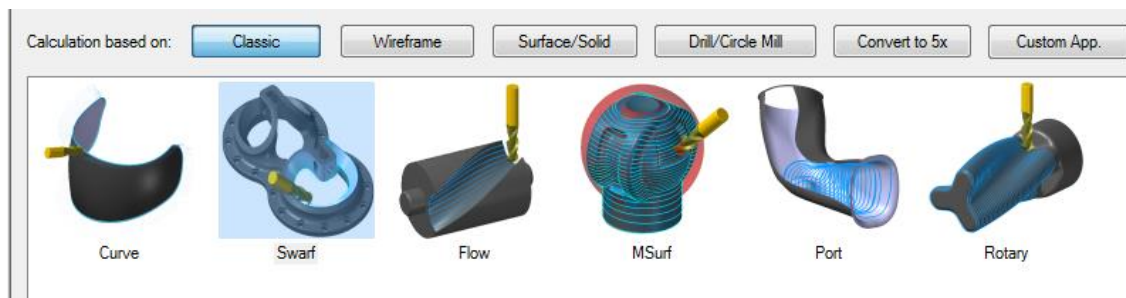 Calculation based on: Classic Wireframe Surface/Solid Drill/Circle Mill Convert to 5x Custom App.
Curve Swarf Flow MSurf Port Rotary